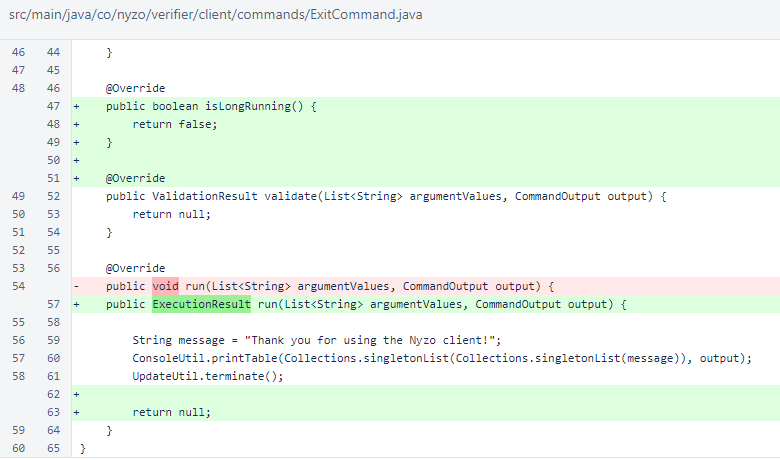 src/main/java/co/nyzo/verifier/client/commands/ExitCommand.java
46 44 }
47 45
48 46 @Override
47 + public boolean isLongRunning() {
48 + return false;
49 + }
50 +
51 + @Override
49 52 public ValidationResult validate(List<String> argumentValues, CommandOutput output) {
50 53 return null;
51 54 }
52 55
53 56 @Override
54 - public void run(List<String> argumentValues, CommandOutput output) {
57 + public ExecutionResult run(List<String> argumentValues, CommandOutput output) {
55 58
56 59 String message = "Thank you for using the Nyzo client!";
57 60 ConsoleUtil.printTable(Collections.singletonList(Collections.singletonList(message)), output);
58 61 UpdateUtil.terminate();
62 +
63 + return null;
59 64 }
60 65 }